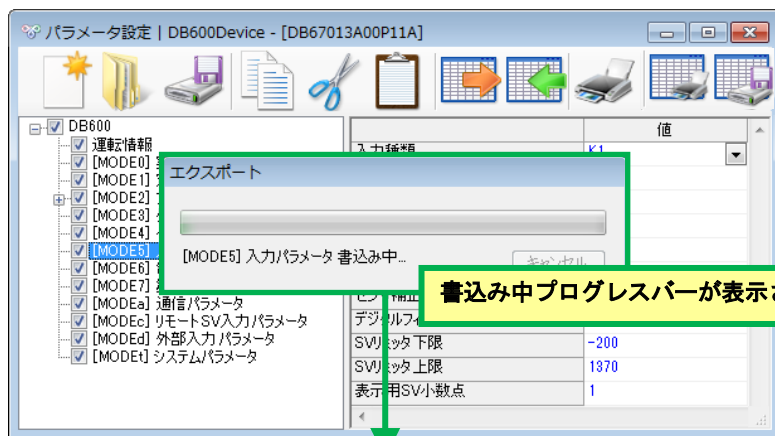 パラメータ設定 | DB600Device - [DB67013A00P11A]
DB600
運転情報
[MODE0]
[MODE1]
[MODE2]
[MODE3]
[MODE4]
[MODE5]
[MODE6]
[MODE7]
[MODEa] 通信パラメータ
[MODEc] リモートSV入力パラメータ
[MODEd] 外部入力パラメータ
[MODEt] システムパラメータ
値
入力種類 K1
エクスポート
[MODE5] 入力パラメータ 書込み中...
キャンセル
書込み中プログレスバーが表示
センサ補正
デジタルフィ
SVリミッタ下限 -200
SVリミッタ上限 1370
表示用SV小数点 1